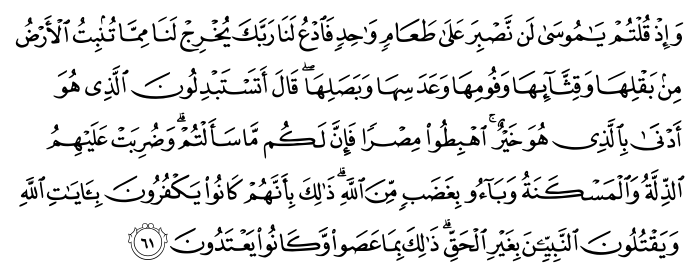 وَإِذْ قُلْتُمْ يَـٰمُوسَىٰ لَن نَّصْبِرَ عَلَىٰ طَعَامٍ وَٰحِدٍ فَٱدْعُ لَنَا رَبَّكَ يُخْرِجْ لَنَا مِمَّا تُنۢبِتُ ٱلْأَرْضُ
مِنۢ بَقْلِهَا وَقِثَّآئِهَا وَفُومِهَا وَعَدَسِهَا وَبَصَلِهَا ۖ قَالَ أَتَسْتَبْدِلُونَ ٱلَّذِى هُوَ
أَدْنَىٰ بِٱلَّذِى هُوَ خَيْرٌ ۚ ٱهْبِطُوا۟ مِصْرًا فَإِنَّ لَكُم مَّا سَأَلْتُمْ ۗ وَضُرِبَتْ عَلَيْهِمُ
ٱلذِّلَّةُ وَٱلْمَسْكَنَةُ وَبَآءُو بِغَضَبٍ مِّنَ ٱللَّهِ ۗ ذَٰلِكَ بِأَنَّهُمْ كَانُوا۟ يَكْفُرُونَ بِـَٔايَـٰتِ ٱللَّهِ
وَيَقْتُلُونَ ٱلنَّبِيِّـۧنَ بِغَيْرِ ٱلْحَقِّ ۗ ذَٰلِكَ بِمَا عَصَوا۟ وَّكَانُوا۟ يَعْتَدُونَ ٦١